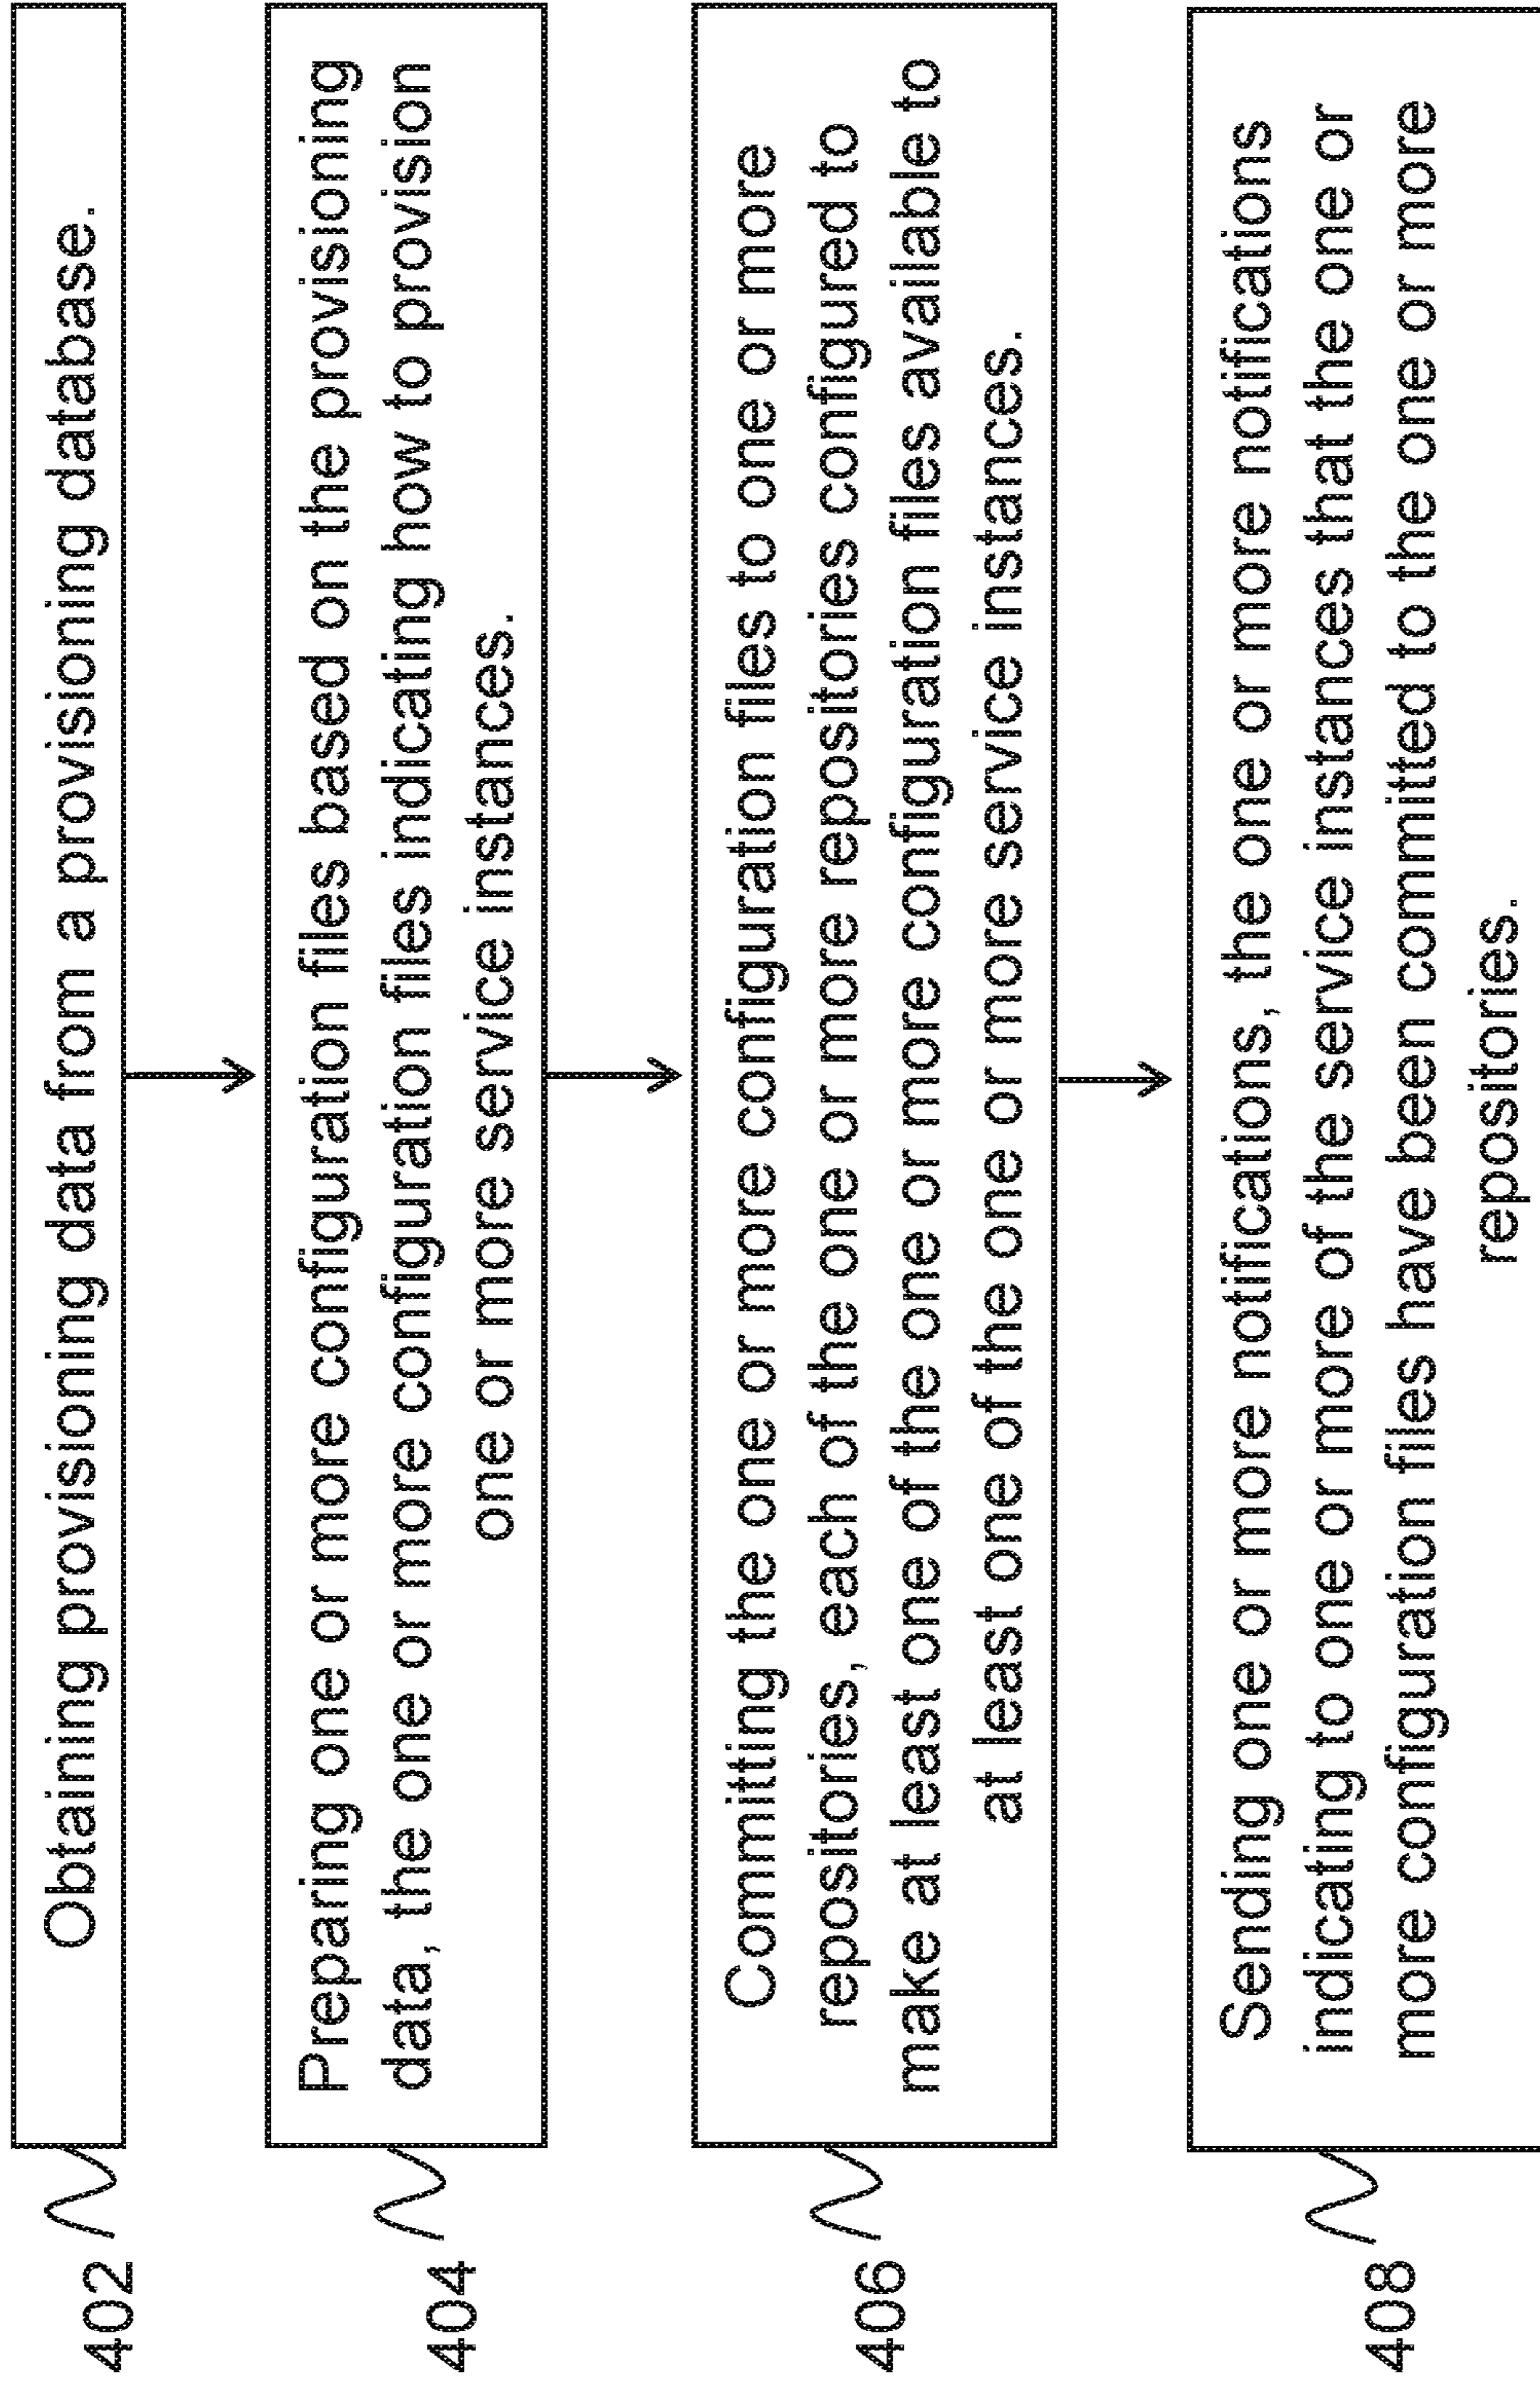 402
Obtaining provisioning data from a provisioning database.
404
Preparing one or more configuration files based on the provisioning
data, the one or more configuration files indicating how to provision
one or more service instances.
406
Committing the one or more configuration files to one or more
repositories, each of the one or more repositories configured to
make at least one of the one or more configuration files available to
at least one of the one or more service instances.
408
Sending one or more notifications, the one or more notifications
indicating to one or more of the service instances that the one or
more configuration files have been committed to the one or more
repositories.